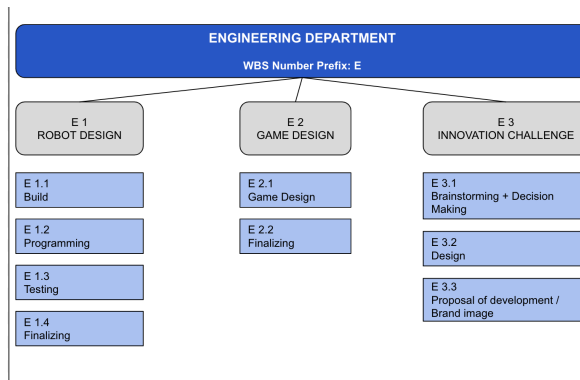 ENGINEERING DEPARTMENT
WBS Number Prefix: E
E 1
ROBOT DESIGN
E 2
GAME DESIGN
E 3
INNOVATION CHALLENGE
E 1.1
Build
E 1.2
Programming
E 1.3
Testing
E 1.4
Finalizing
E 2.1
Game Design
E 2.2
Finalizing
E 3.1
Brainstorming + Decision
Making
E 3.2
Design
E 3.3
Proposal of development /
Brand image